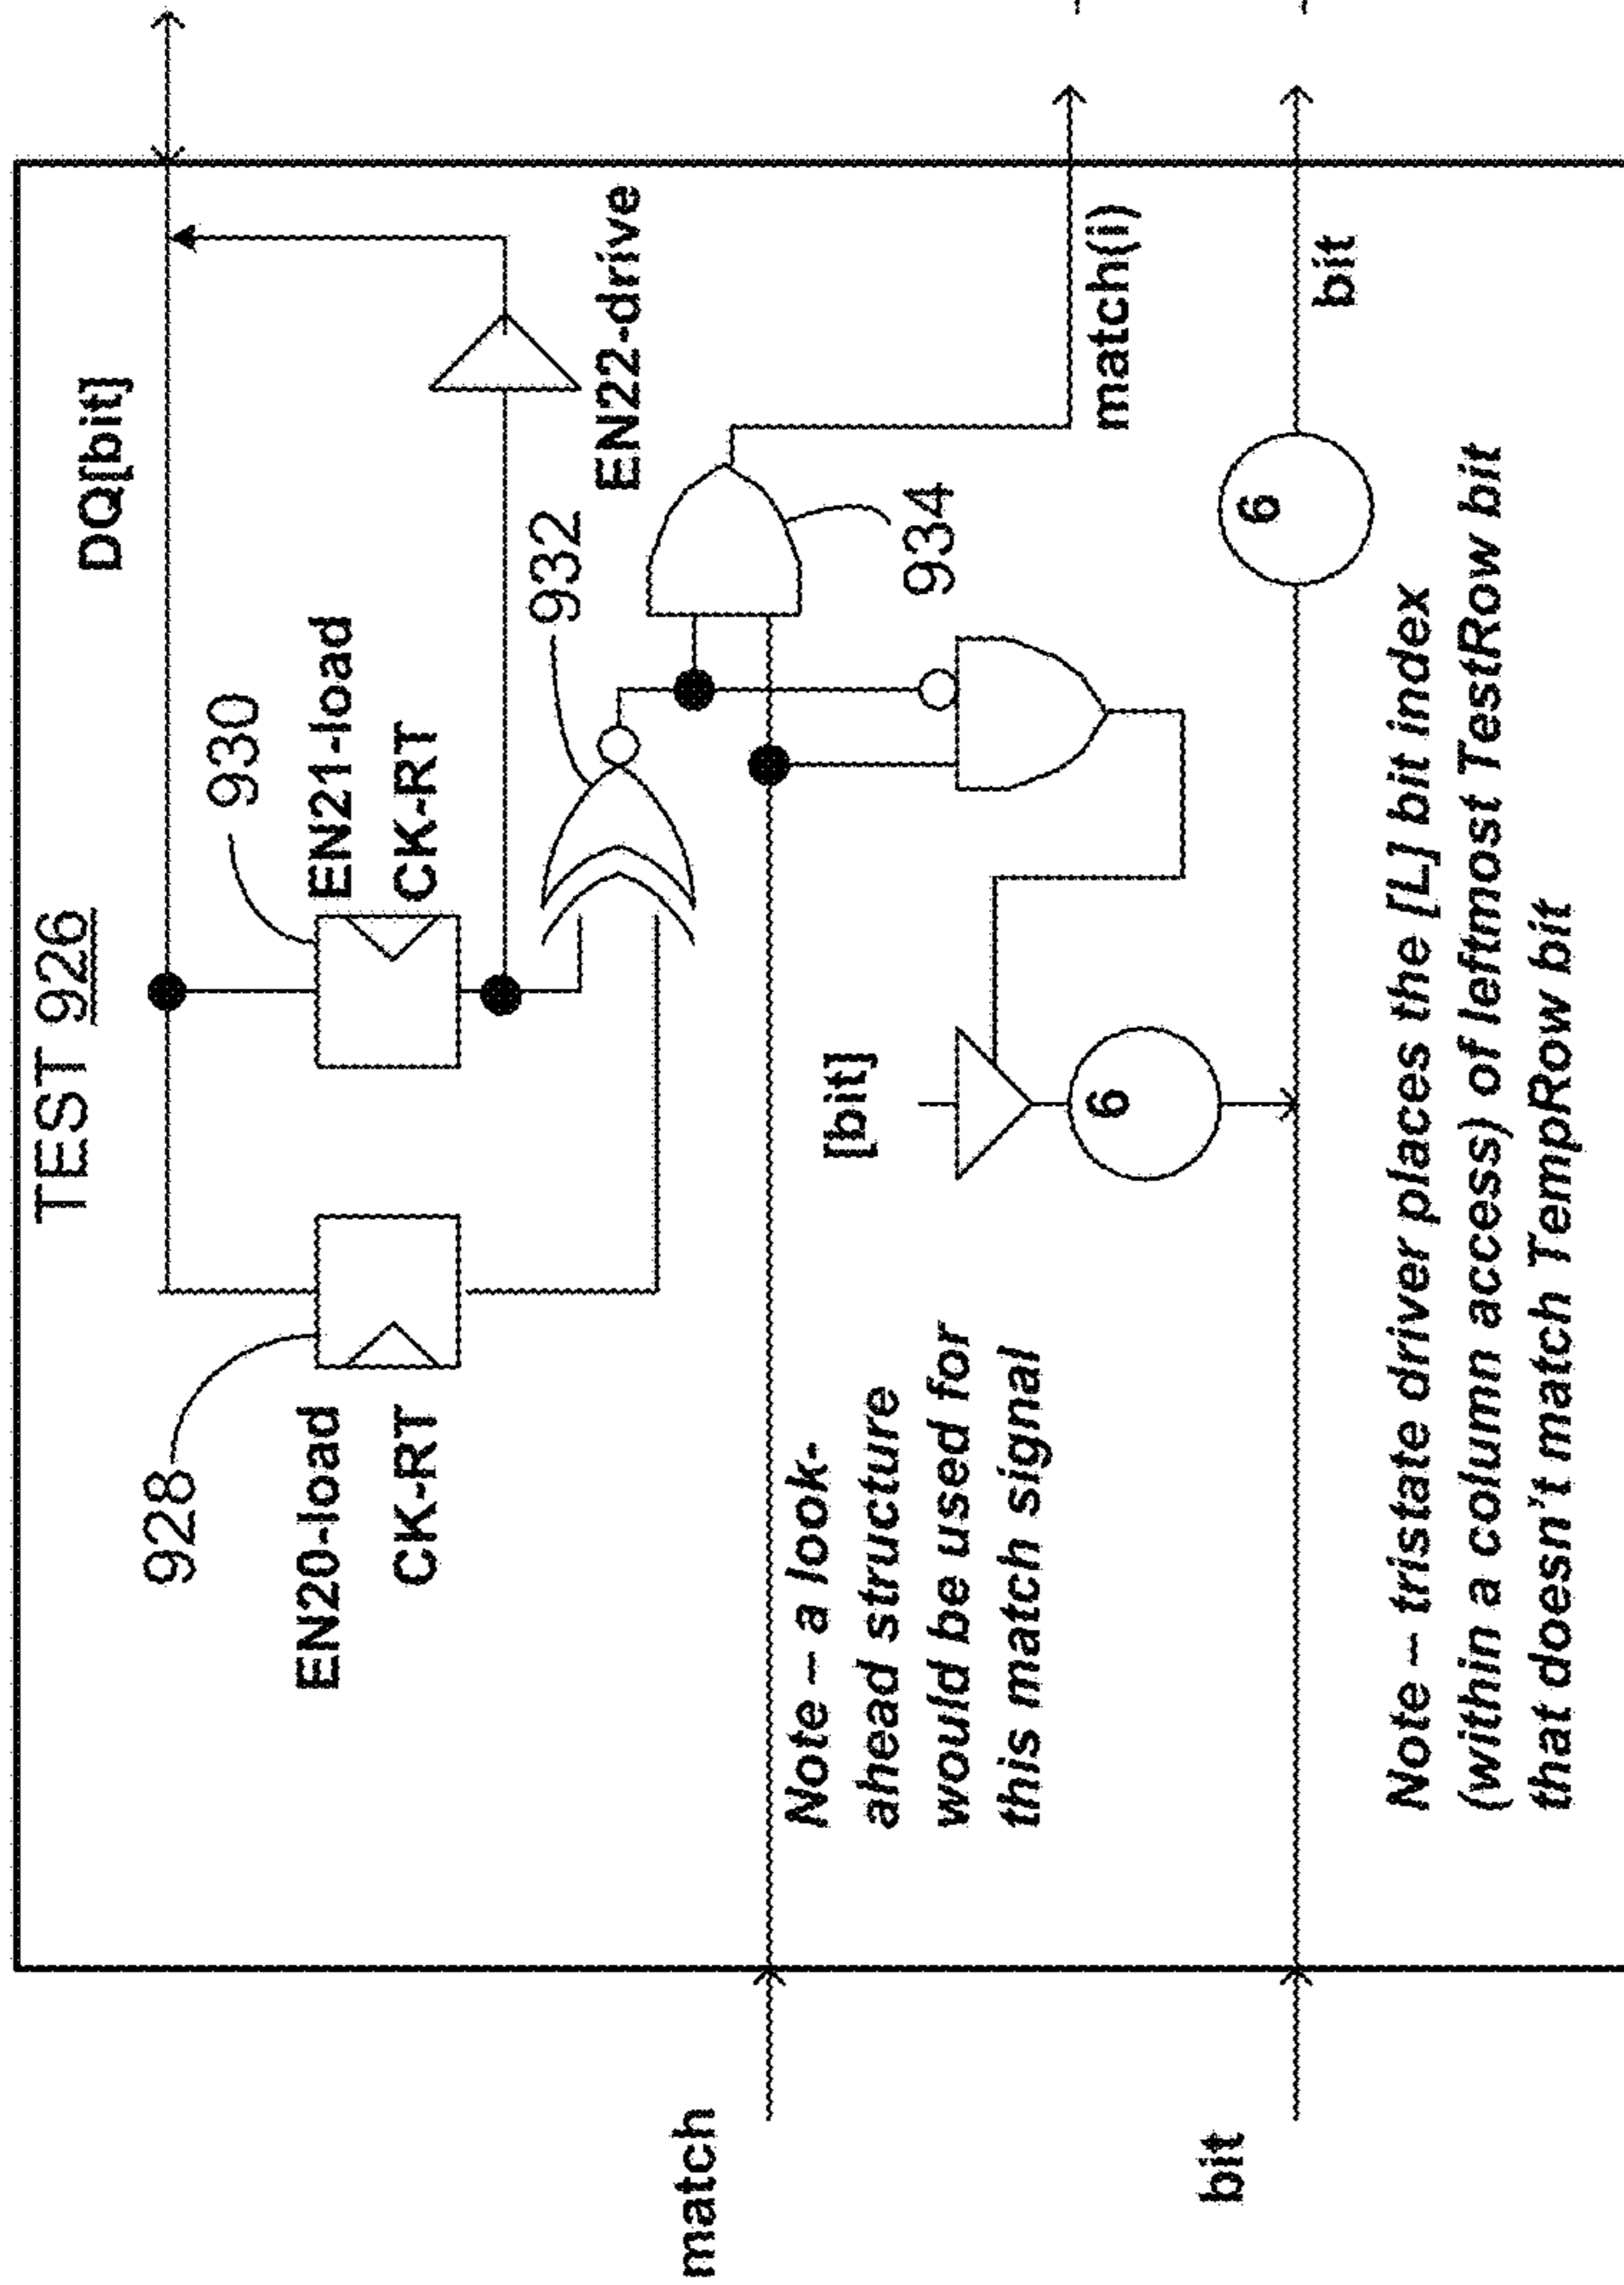 TEST 926
DQ[bit]
928
930
EN20-load
CK-RT
EN21-load
CK-RT
932
EN22-drive
934
match
match(i)
Note – a look-
ahead structure
would be used for
this match signal
[bit]
6
6
bit
bit
Note – tristate driver places the [L] bit index
(within a column access) of leftmost TestRow bit
that doesn't match TempRow bit